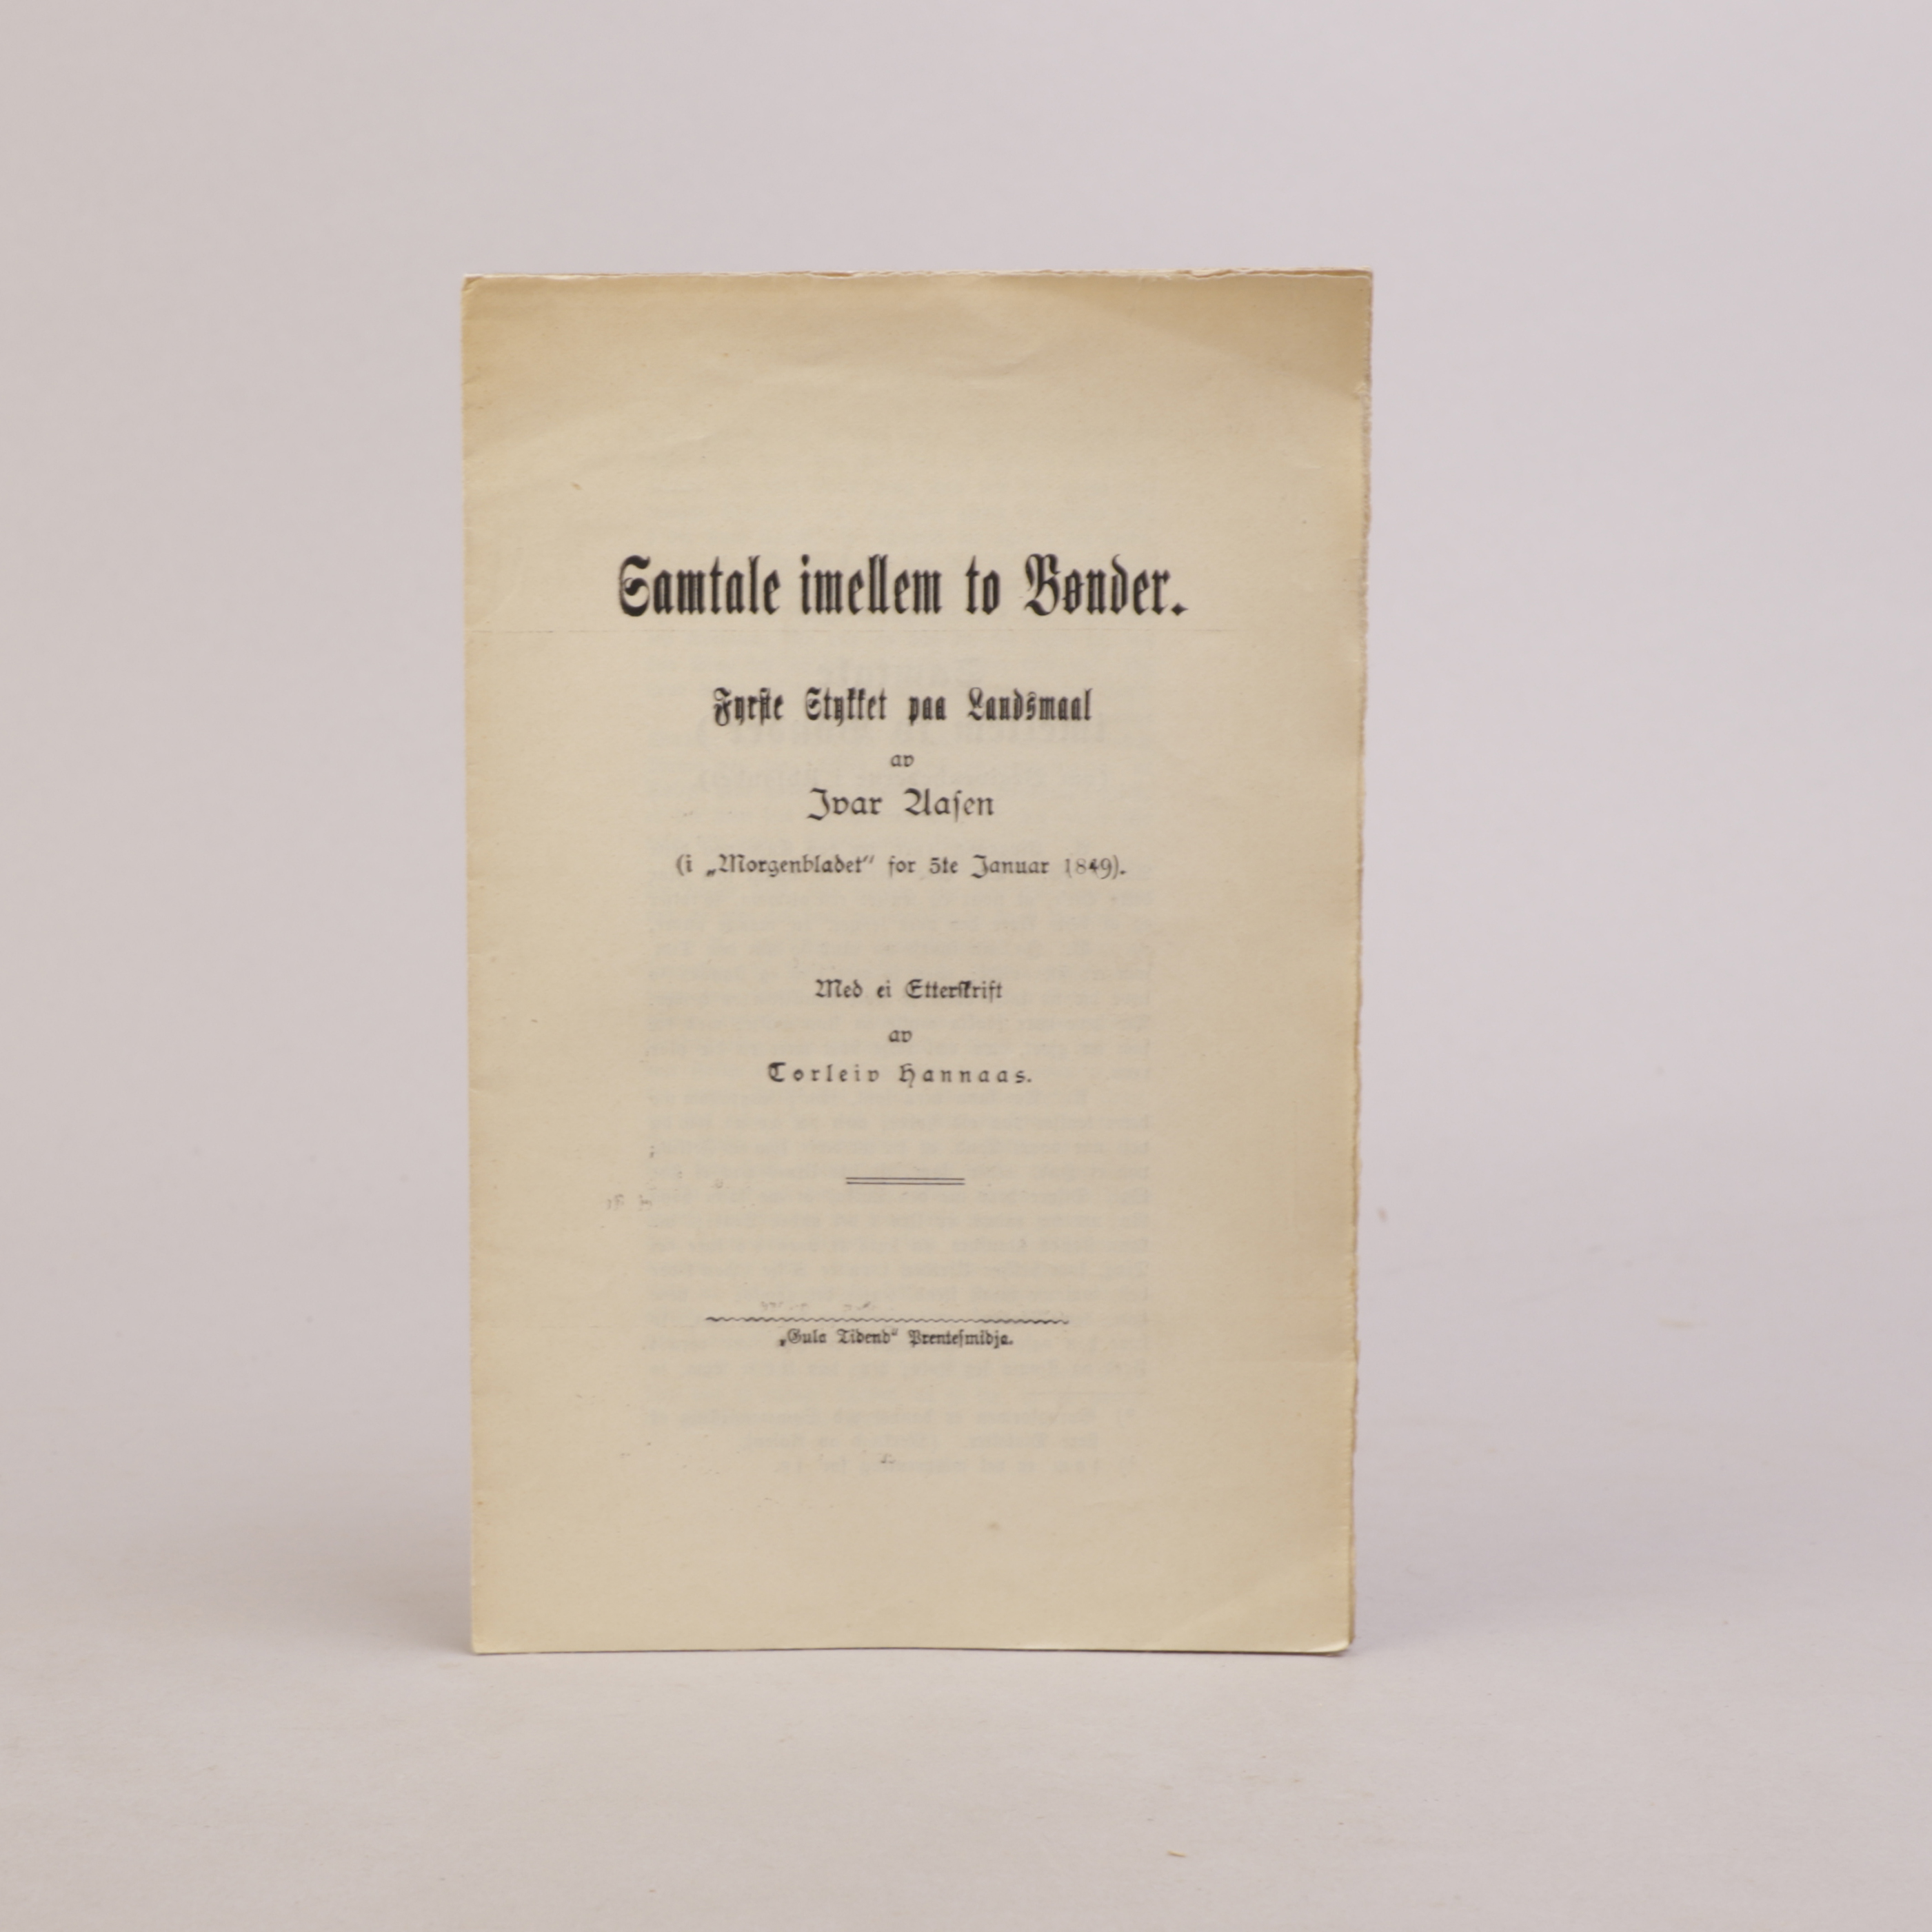 Samtale imellem to Bønder.
Fyrste Stykket paa Landsmaal
av
Ivar Aasen
(i „Morgenbladet“ for 5te Januar 1849).
Med ei Etterskrift
av
Torleiv Hannaas.
„Gula Tidend“ Prentesmidja.